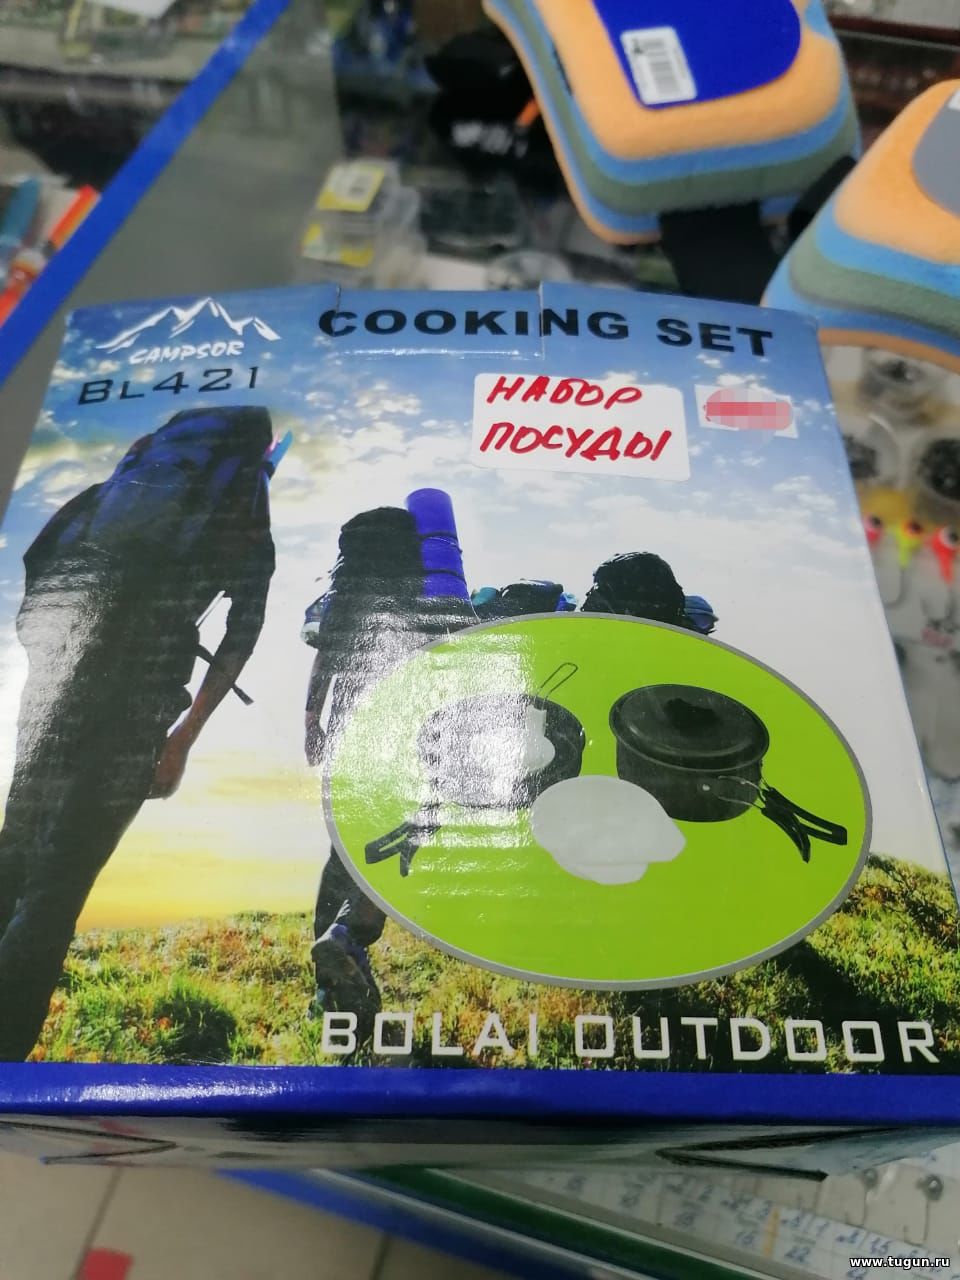 COOKING SET
CAMPSOR
BL421
НАБОР
ПОСУДЫ
BOLAI OUTDOOR
www.tugun.ru